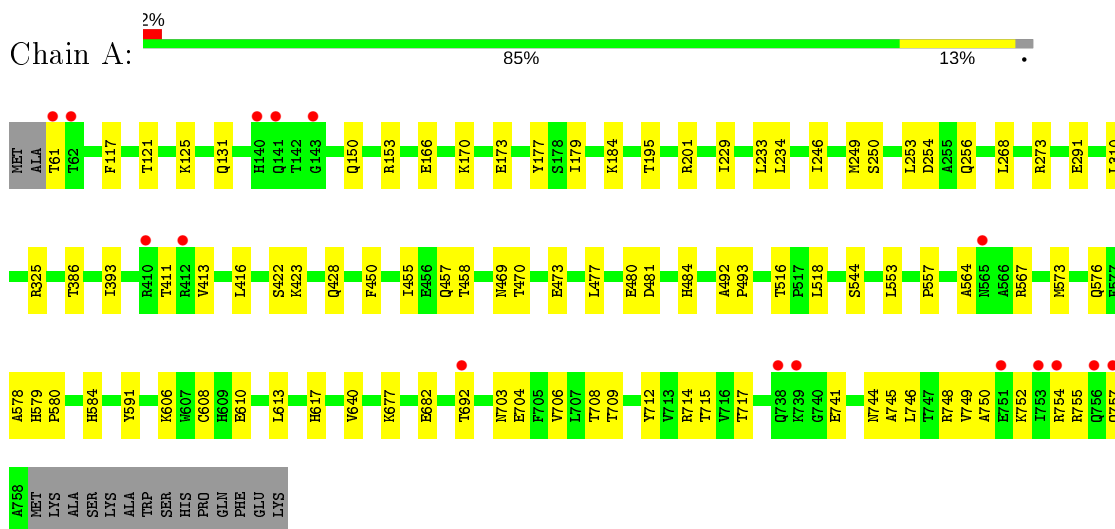 2%
Chain A:
85% 13% •
MET ALA T61 T62 F117 T121 K125 Q131 H140 Q141 T142 G143 Q150 R153 E166 K170 E173 Y177 S178 I179 K184 T195 R201 I229 L233 L234 I246 M249 S250 L253 D254 A255 Q256 L268 R273 E291 L310
R325 T386 I393 R410 T411 R412 V413 L416 S422 K423 Q428 F450 I455 E456 Q457 T458 N469 T470 E473 L477 E480 D481 H484 A492 P493 T516 P517 L518 S544 L553 P557 A564 N565 A566 R567 M573 Q576
A578 H579 P580 H584 Y591 K606 W607 C608 H609 E610 L613 H617 V640 K677 E682 T692 N703 E704 F705 V706 L707 T708 T709 Y712 V713 R714 T715 V716 T717 Q738 K739 G740 E741 N744 A745 L746 T747 R748 V749 A750 E751 K752 I753 R754 R755 Q756
A758 MET LYS ALA SER LYS ALA TRP SER HIS PRO GLN PHE GLU LYS